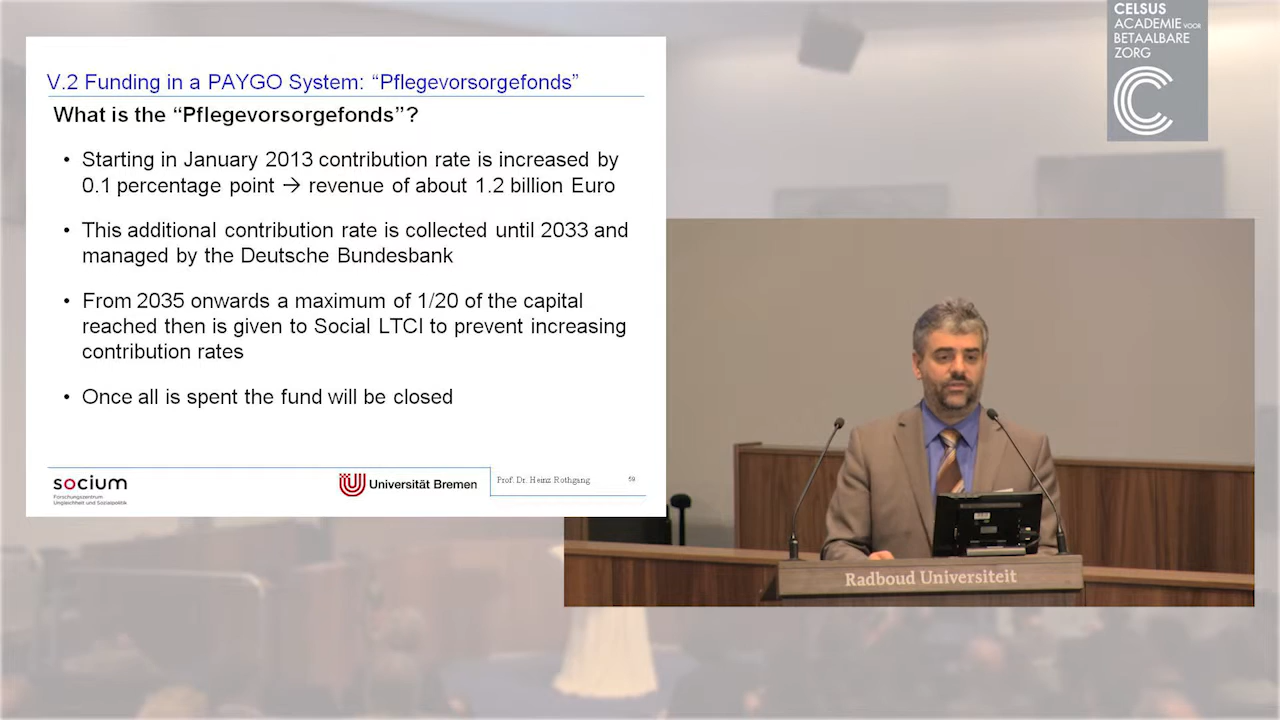 CELSUS
ACADEMIE VOOR
BETAALBARE
ZORG
V.2 Funding in a PAYGO System: “Pflegevorsorgefonds”
What is the “Pflegevorsorgefonds”?
• Starting in January 2013 contribution rate is increased by
0.1 percentage point → revenue of about 1.2 billion Euro
• This additional contribution rate is collected until 2033 and
managed by the Deutsche Bundesbank
• From 2035 onwards a maximum of 1/20 of the capital
reached then is given to Social LTCI to prevent increasing
contribution rates
• Once all is spent the fund will be closed
socium
Forschungszentrum
Ungleichheit und Sozialpolitik
Universität Bremen
Prof. Dr. Heinz Rothgang
59
Radboud Universiteit